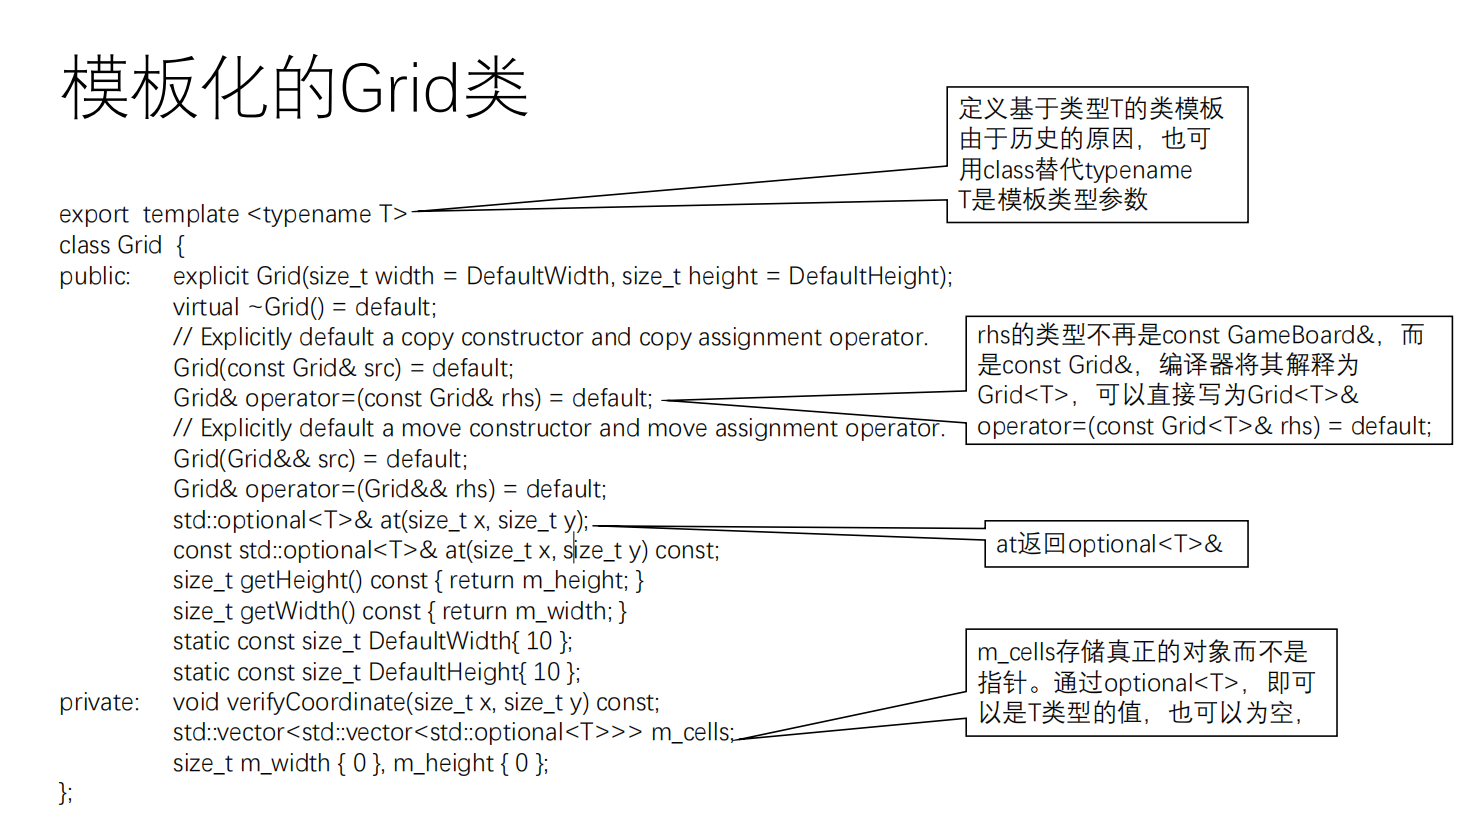 模板化的Grid类
定义基于类型T的类模板
由于历史的原因，也可
用class替代typename
T是模板类型参数
export  template <typename T>
class Grid  {
public:     explicit Grid(size_t width = DefaultWidth, size_t height = DefaultHeight);
virtual ~Grid() = default;
// Explicitly default a copy constructor and copy assignment operator.
Grid(const Grid& src) = default;
Grid& operator=(const Grid& rhs) = default;
// Explicitly default a move constructor and move assignment operator.
Grid(Grid&& src) = default;
Grid& operator=(Grid&& rhs) = default;
std::optional<T>& at(size_t x, size_t y);
const std::optional<T>& at(size_t x, size_t y) const;
size_t getHeight() const { return m_height; }
size_t getWidth() const { return m_width; }
static const size_t DefaultWidth{ 10 };
static const size_t DefaultHeight{ 10 };
private:    void verifyCoordinate(size_t x, size_t y) const;
std::vector<std::vector<std::optional<T>>> m_cells;
size_t m_width { 0 }, m_height { 0 };
};
rhs的类型不再是const GameBoard&，而
是const Grid&，编译器将其解释为
Grid<T>，可以直接写为Grid<T>&
operator=(const Grid<T>& rhs) = default;
at返回optional<T>&
m_cells存储真正的对象而不是
指针。通过optional<T>，即可
以是T类型的值，也可以为空，